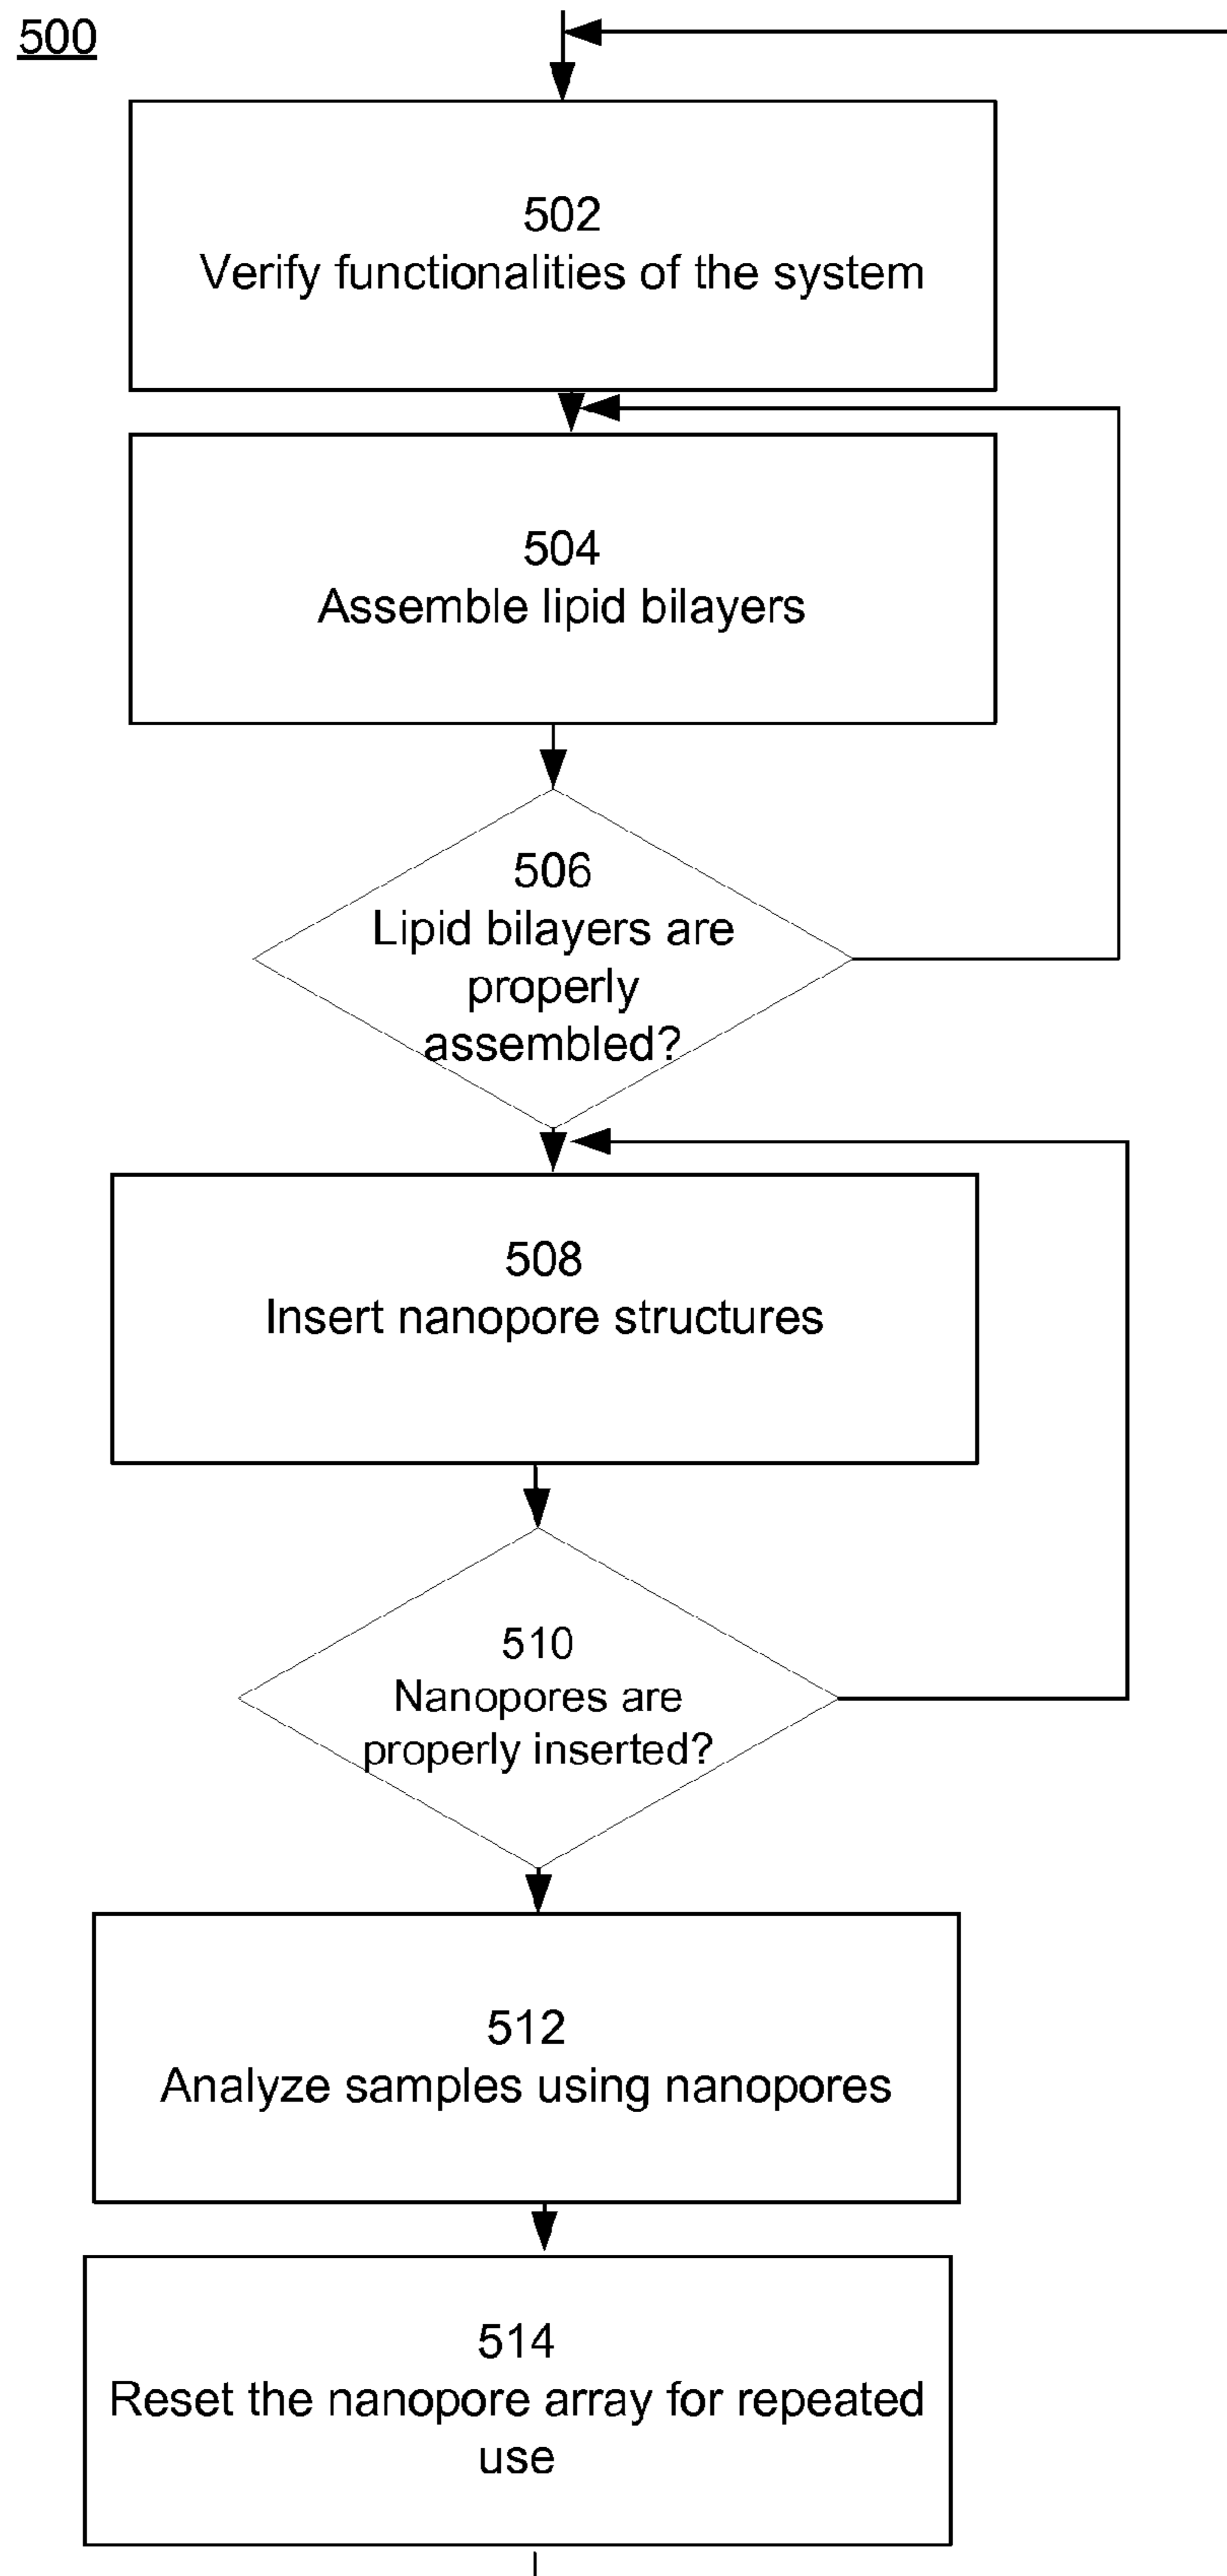 500
502
Verify functionalities of the system
504
Assemble lipid bilayers
506
Lipid bilayers are
properly
assembled?
508
Insert nanopore structures
510
Nanopores are
properly inserted?
512
Analyze samples using nanopores
514
Reset the nanopore array for repeated
use